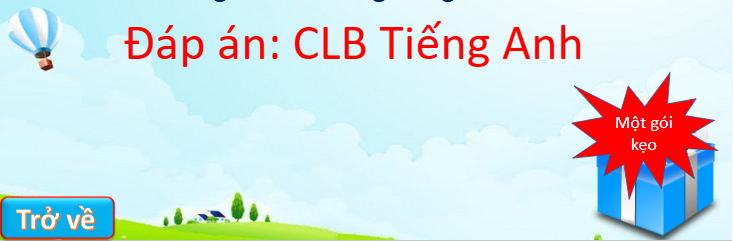 Đáp án: CLB Tiếng Anh
Một gói
kẹo
Trở về